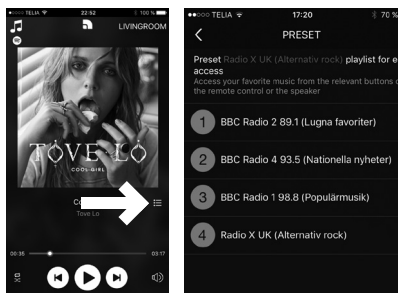 TELIA 22:52 100 %
LIVINGROOM
TOVE LO
COOL GIRL
Co
Tove Lo
00:35 03:17
TELIA 17:20 70 %
PRESET
Preset Radio X UK (Alternativ rock) playlist for e
access
Access your favorite music from the relevant buttons o
the remote control or the speaker
1 BBC Radio 2 89.1 (Lugna favoriter)
2 BBC Radio 4 93.5 (Nationella nyheter)
3 BBC Radio 1 98.8 (Populärmusik)
4 Radio X UK (Alternativ rock)